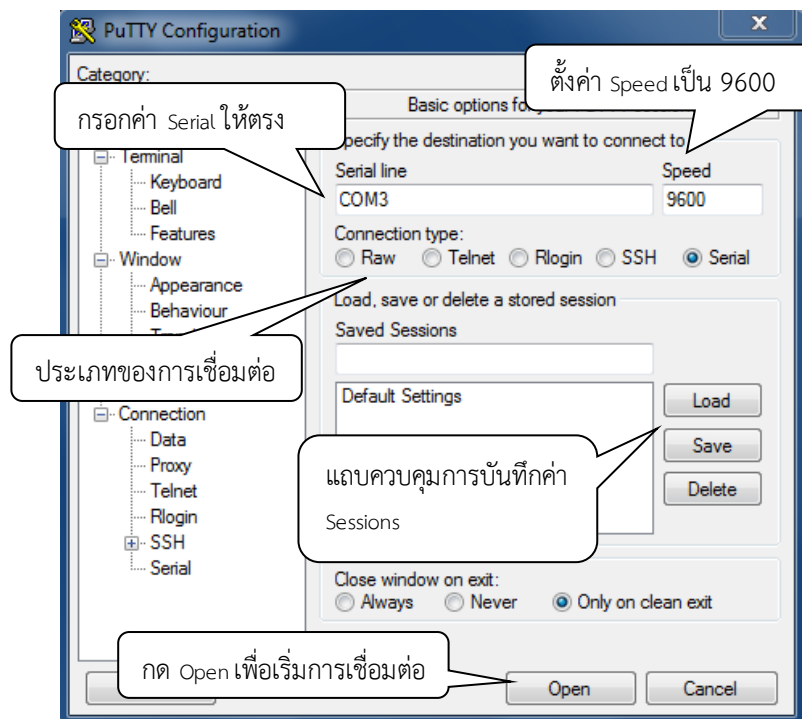 PuTTY Configuration
x
Category:
ตั้งค่า Speed เป็น 9600
กรอกค่า Serial ให้ตรง
Basic options for
Terminal
Keyboard
Bell
Features
Window
Appearance
Behaviour
ประเภทของการเชื่อมต่อ
Connection
Data
Proxy
Telnet
Rlogin
SSH
Serial
specify the destination you want to connect to
Serial line
Speed
COM3
9600
Connection type:
Raw Telnet Rlogin SSH Serial
Load, save or delete a stored session
Saved Sessions
Default Settings
Load
Save
Delete
แถบควบคุมการบันทึกค่า
Sessions
Close window on exit:
Always Never Only on clean exit
กด Open เพื่อเริ่มการเชื่อมต่อ
Open
Cancel